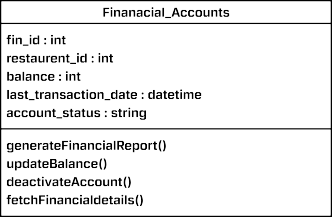 Finanacial_Accounts
fin_id : int
restaurent_id : int
balance : int
last_transaction_date : datetime
account_status : string
generateFinancialReport()
updateBalance()
deactivateAccount()
fetchFinancialdetails()